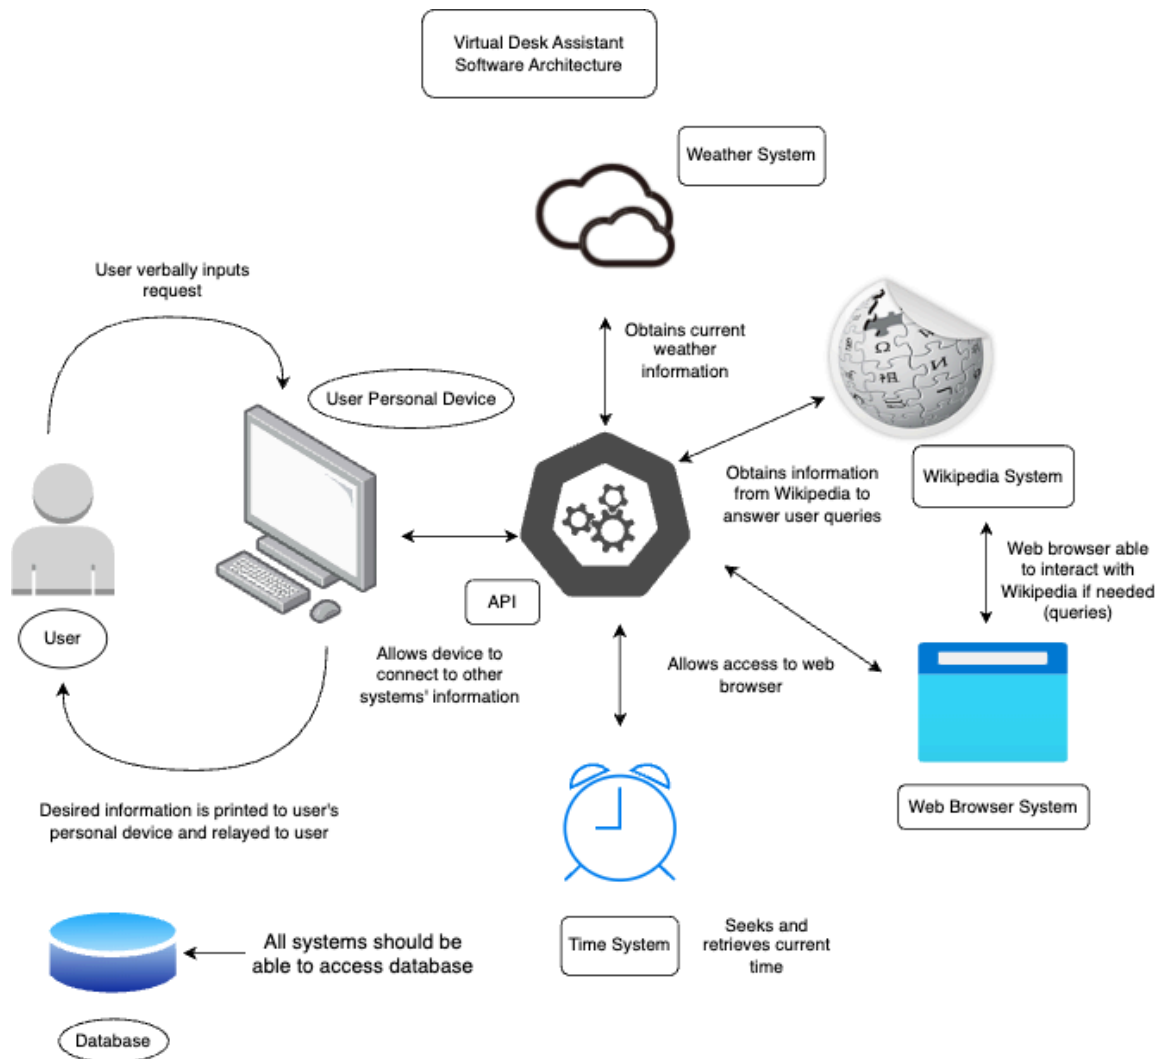 Virtual Desk Assistant
Software Architecture
Weather System
User verbally inputs
request
Obtains current
weather
information
User Personal Device
Obtains information
from Wikipedia to
answer user queries
Wikipedia System
Web browser able
to interact with
Wikipedia if needed
(queries)
API
User
Allows device to
connect to other
systems' information
Allows access to web
browser
Desired information is printed to user's
personal device and relayed to user
Web Browser System
Time System
Seeks and
retrieves current
time
All systems should be
able to access database
Database